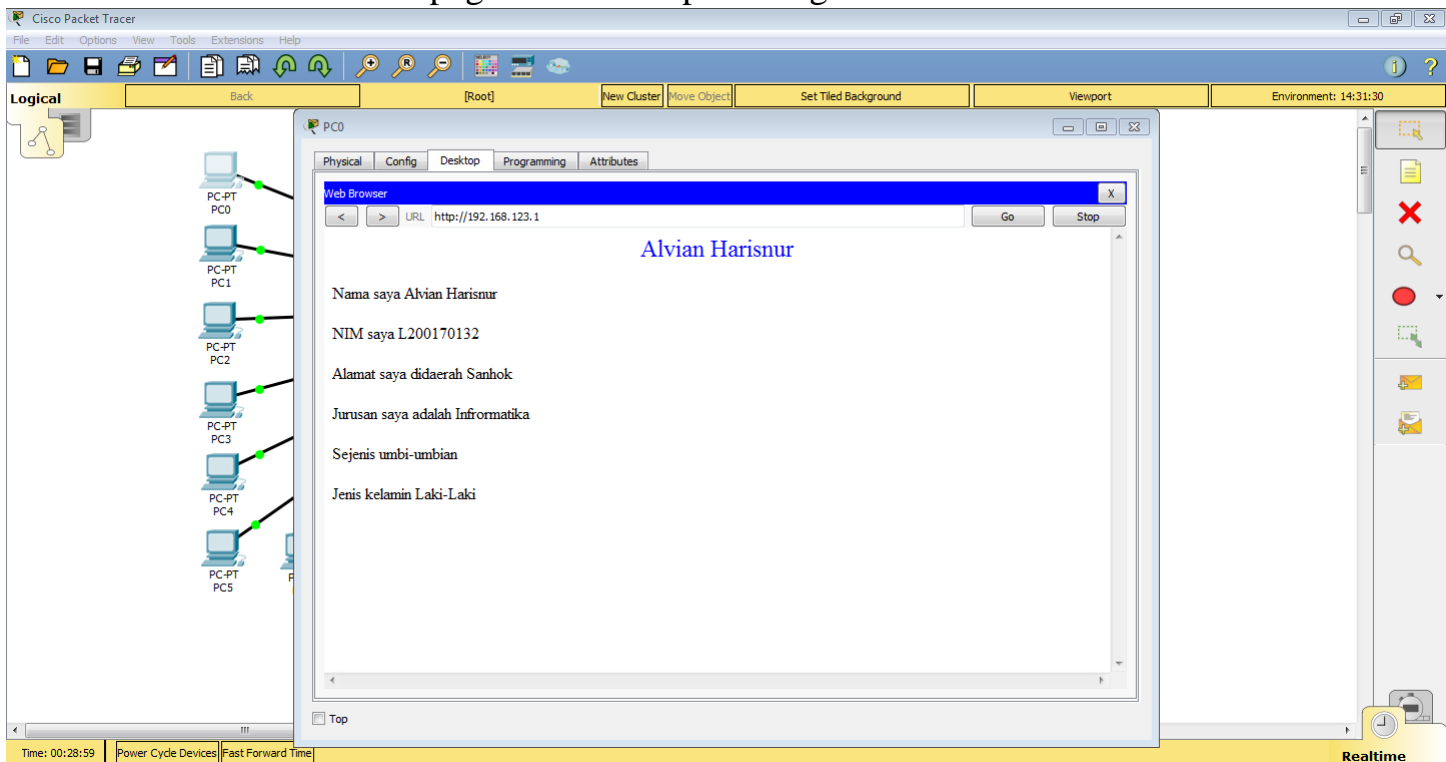 Cisco Packet Tracer
File Edit Options View Tools Extensions Help
Logical Back [Root] New Cluster Move Object Set Tiled Background Viewport Environment: 14:31:30
PC0
Physical Config Desktop Programming Attributes
Web Browser X
< > URL http://192.168.123.1 Go Stop
Alvian Harisnur
Nama saya Alvian Harisnur
NIM saya L200170132
Alamat saya didaerah Sanhok
Jurusan saya adalah Infrormatika
Sejenis umbi-umbian
Jenis kelamin Laki-Laki
Top
PC-PT
PC0
PC-PT
PC1
PC-PT
PC2
PC-PT
PC3
PC-PT
PC4
PC-PT
PC5
Time: 00:28:59 Power Cycle Devices Fast Forward Time
Realtime